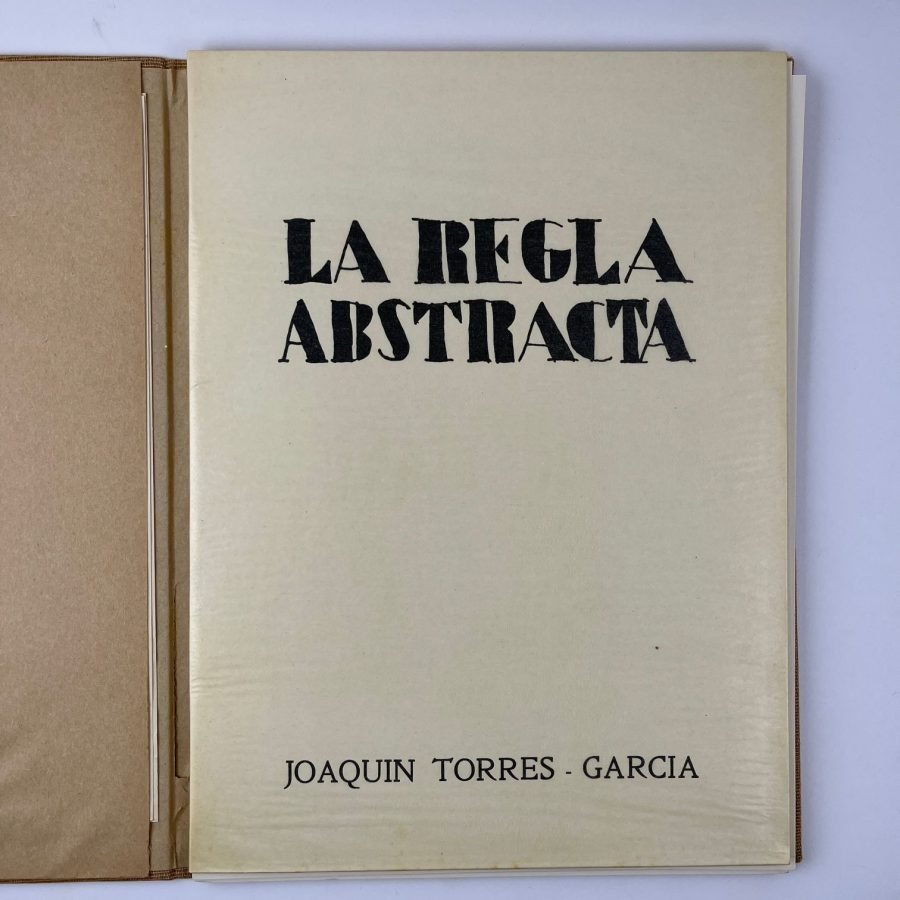 LA REGLA
ABSTRACTA
JOAQUIN TORRES - GARCIA